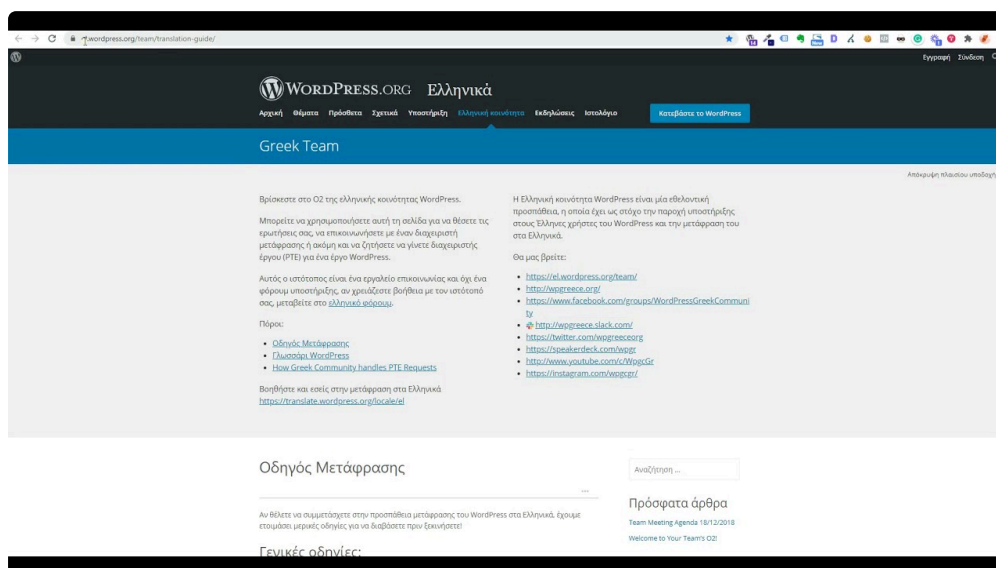 .wordpress.org/team/translation-guide/
Εγγραφή Σύνδεση
WORDPRESS.ORG Ελληνικά
Αρχική Θέματα Πρόσθετα Σχετικά Υποστήριξη Ελληνική κοινότητα Εκδηλώσεις Ιστολόγιο Κατεβάστε το WordPress
Greek Team
Απόκρυψη πλαισίου υποδοχή
Βρίσκεστε στο Ο2 της ελληνικής κοινότητας WordPress.
Μπορείτε να χρησιμοποιήσετε αυτή τη σελίδα για να θέσετε τις
ερωτήσεις σας, να επικοινωνήσετε με έναν διαχειριστή
μετάφρασης ή ακόμη και να ζητήσετε να γίνετε διαχειριστής
έργου (PTE) για ένα έργο WordPress.
Αυτός ο ιστότοπος είναι ένα εργαλείο επικοινωνίας και όχι ένα
φόρουμ υποστήριξης, αν χρειάζεστε βοήθεια με τον ιστότοπό
σας, μεταβείτε στο ελληνικό φόρουμ.
Πόροι:
Οδηγός Μετάφρασης
Γλωσσάρι WordPress
How Greek Community handles PTE Requests
Βοηθήστε και εσείς στην μετάφραση στα Ελληνικά
https://translate.wordpress.org/locale/el
Η Ελληνική κοινότητα WordPress είναι μία εθελοντική
προσπάθεια, η οποία έχει ως στόχο την παροχή υποστήριξης
στους Έλληνες χρήστες του WordPress και την μετάφραση του
στα Ελληνικά.
Θα μας βρείτε:
https://el.wordpress.org/team/
http://wpgreece.org/
https://www.facebook.com/groups/WordPressGreekCommuni
ty
http://wpgreece.slack.com/
https://twitter.com/wpgreeceorg
https://speakerdeck.com/wpgr
http://www.youtube.com/c/WpgcGr
https://instagram.com/wpgcgr/
Οδηγός Μετάφρασης
Αν θέλετε να συμμετάσχετε στην προσπάθεια μετάφρασης του WordPress στα Ελληνικά, έχουμε
ετοιμάσει μερικές οδηγίες για να διαβάσετε πριν ξεκινήσετε!
Γενικές οδηγίες:
Αναζήτηση ...
Πρόσφατα άρθρα
Team Meeting Agenda 18/12/2018
Welcome to Your Team's O2!